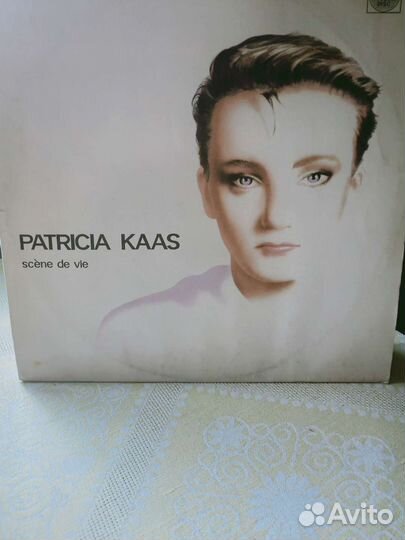 PATRICIA KAAS
scène de vie
Avito